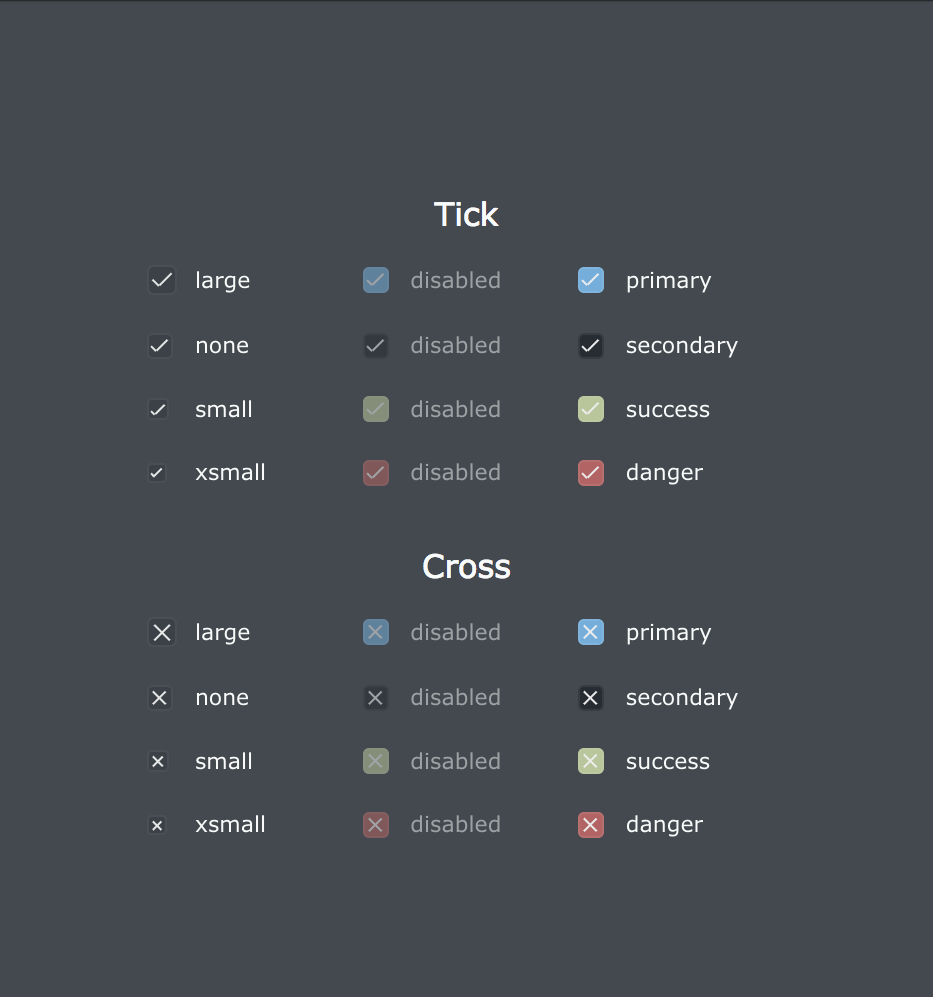 Tick
large disabled primary
none disabled secondary
small disabled success
xsmall disabled danger
Cross
large disabled primary
none disabled secondary
small disabled success
xsmall disabled danger